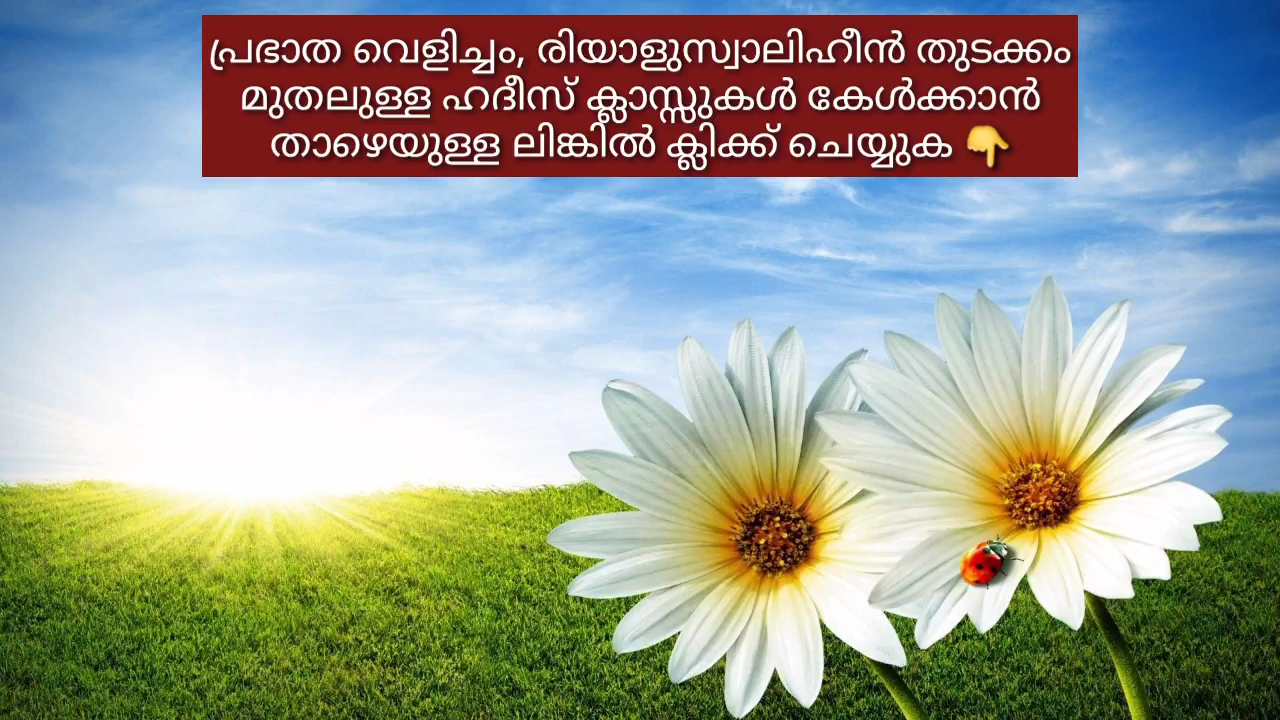 പ്രഭാത വെളിച്ചം, രിയാളുസ്വാലിഹീൻ തുടക്കം
മുതലുള്ള ഹദീസ് ക്ലാസ്സുകൾ കേൾക്കാൻ
താഴെയുള്ള ലിങ്കിൽ ക്ലിക്ക് ചെയ്യുക 👇